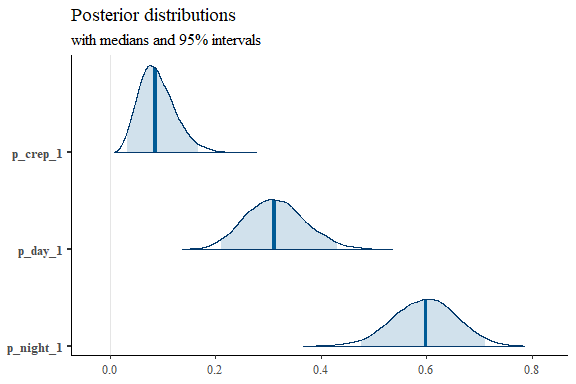 Posterior distributions
with medians and 95% intervals
p_crep_1
p_day_1
p_night_1
0.0 0.2 0.4 0.6 0.8